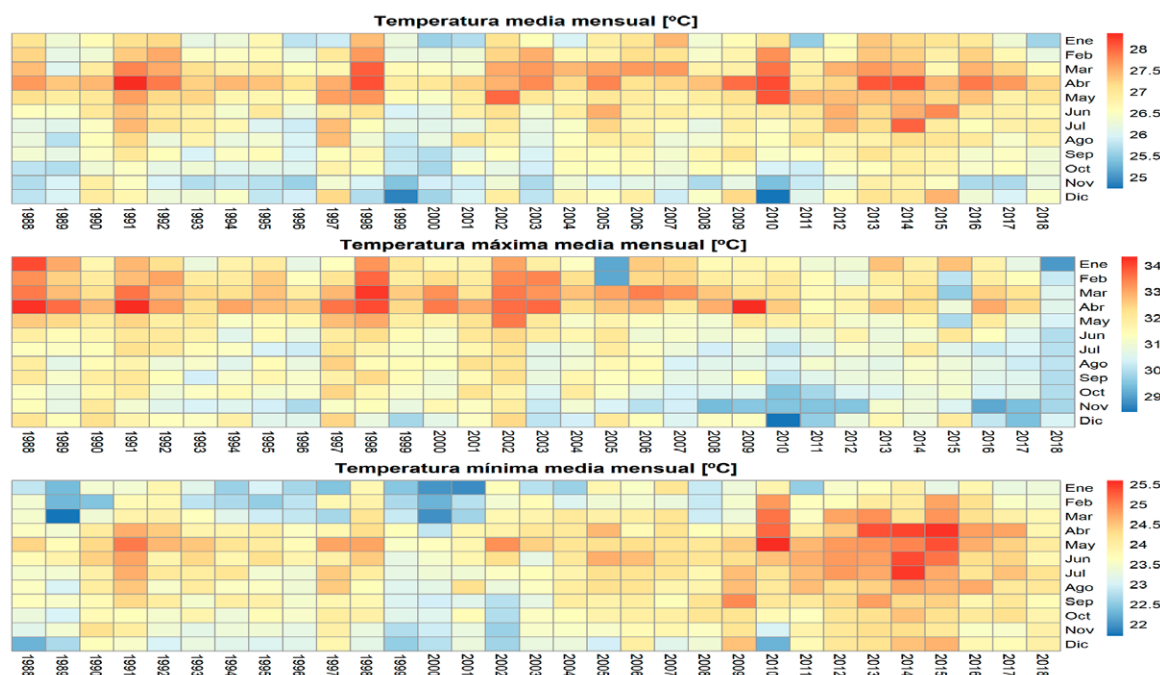 Temperatura media mensual [ºC]
Ene
Feb
Mar
Abr
May
Jun
Jul
Ago
Sep
Oct
Nov
Dic
28
27.5
27
26.5
26
25.5
25
1988 1989 1990 1991 1992 1993 1994 1995 1996 1997 1998 1999 2000 2001 2002 2003 2004 2005 2006 2007 2008 2009 2010 2011 2012 2013 2014 2015 2016 2017 2018
Temperatura máxima media mensual [ºC]
Ene
Feb
Mar
Abr
May
Jun
Jul
Ago
Sep
Oct
Nov
Dic
34
33
32
31
30
29
1988 1989 1990 1991 1992 1993 1994 1995 1996 1997 1998 1999 2000 2001 2002 2003 2004 2005 2006 2007 2008 2009 2010 2011 2012 2013 2014 2015 2016 2017 2018
Temperatura mínima media mensual [ºC]
Ene
Feb
Mar
Abr
May
Jun
Jul
Ago
Sep
Oct
Nov
Dic
25.5
25
24.5
24
23.5
23
22.5
22
1988 1989 1990 1991 1992 1993 1994 1995 1996 1997 1998 1999 2000 2001 2002 2003 2004 2005 2006 2007 2008 2009 2010 2011 2012 2013 2014 2015 2016 2017 2018